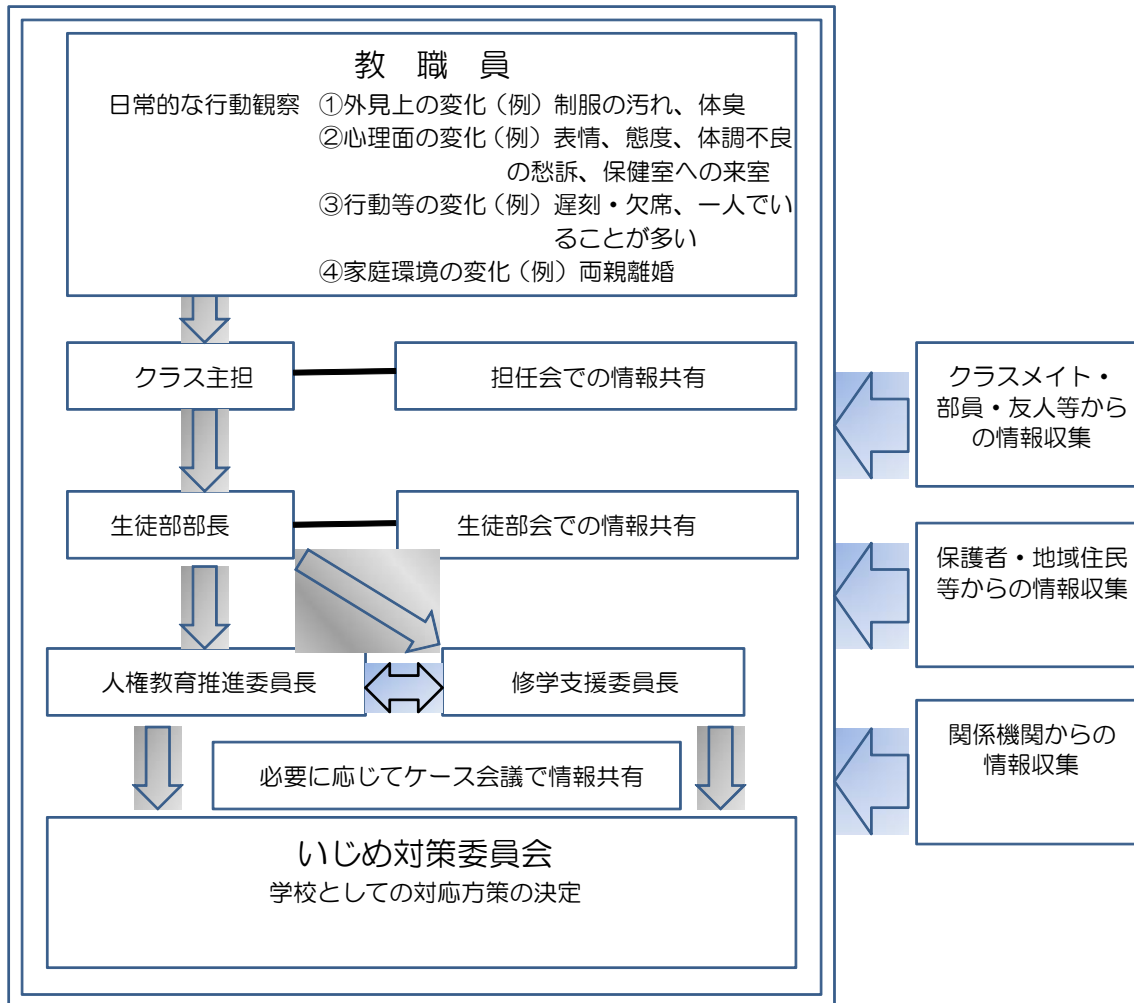 教　職　員
日常的な行動観察　①外見上の変化（例）制服の汚れ、体臭
②心理面の変化（例）表情、態度、体調不良
の愁訴、保健室への来室
③行動等の変化（例）遅刻・欠席、一人でい
ることが多い
④家庭環境の変化（例）両親離婚
クラス主担
担任会での情報共有
生徒部部長
生徒部会での情報共有
人権教育推進委員長
修学支援委員長
必要に応じてケース会議で情報共有
いじめ対策委員会
学校としての対応方策の決定
クラスメイト・
部員・友人等から
の情報収集
保護者・地域住民
等からの情報収集
関係機関からの
情報収集